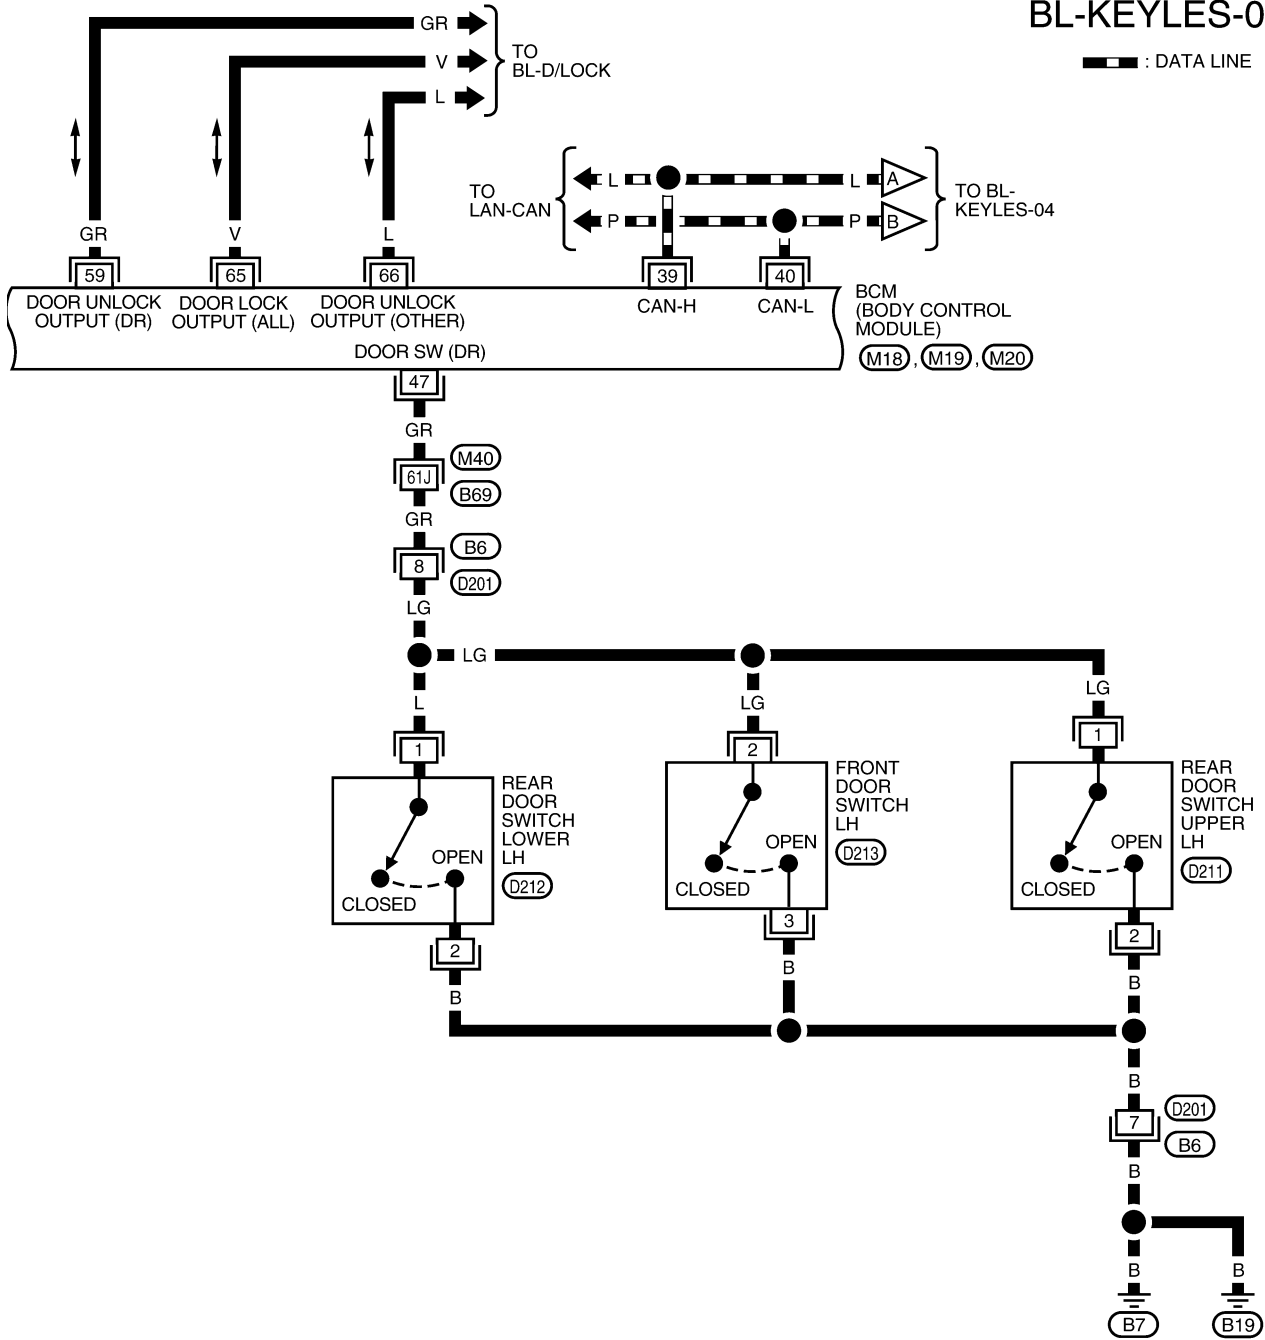 BL-KEYLES-0
: DATA LINE
GR
V
L
TO
BL-D/LOCK
TO
LAN-CAN
L
L
A
P
P
B
TO BL-
KEYLES-04
GR
V
L
59
65
66
39
40
DOOR UNLOCK
OUTPUT (DR)
DOOR LOCK
OUTPUT (ALL)
DOOR UNLOCK
OUTPUT (OTHER)
CAN-H
CAN-L
DOOR SW (DR)
BCM
(BODY CONTROL
MODULE)
M18 , M19 , M20
47
GR
61J
M40
B69
GR
8
B6
D201
LG
LG
L
LG
LG
1
2
1
REAR
DOOR
SWITCH
LOWER
LH
D212
OPEN
CLOSED
FRONT
DOOR
SWITCH
LH
D213
OPEN
CLOSED
REAR
DOOR
SWITCH
UPPER
LH
D211
OPEN
CLOSED
2
3
2
B
B
B
B
7
D201
B6
B
B
B
B7
B19